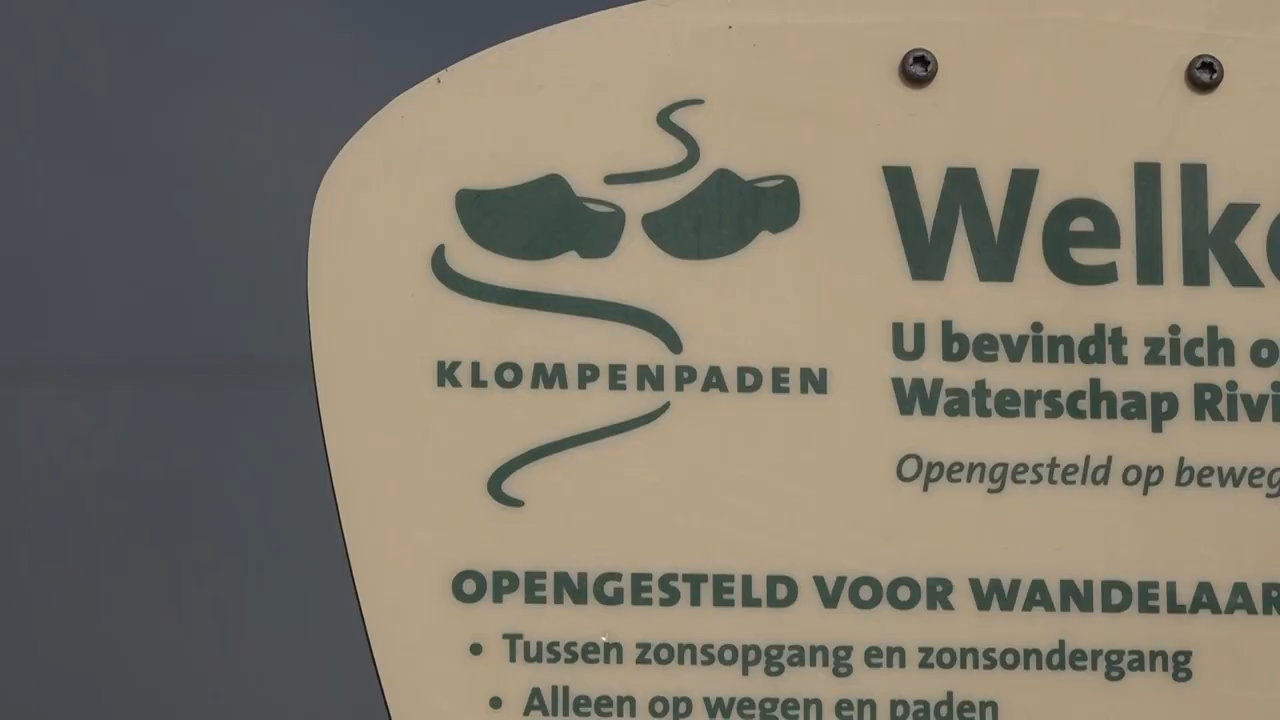 KLOMPENPADEN
Welke
U bevindt zich o
Waterschap Rivi
Opengesteld op beweg
OPENGESTELD VOOR WANDELAAR
• Tussen zonsopgang en zonsondergang
• Alleen op wegen en paden